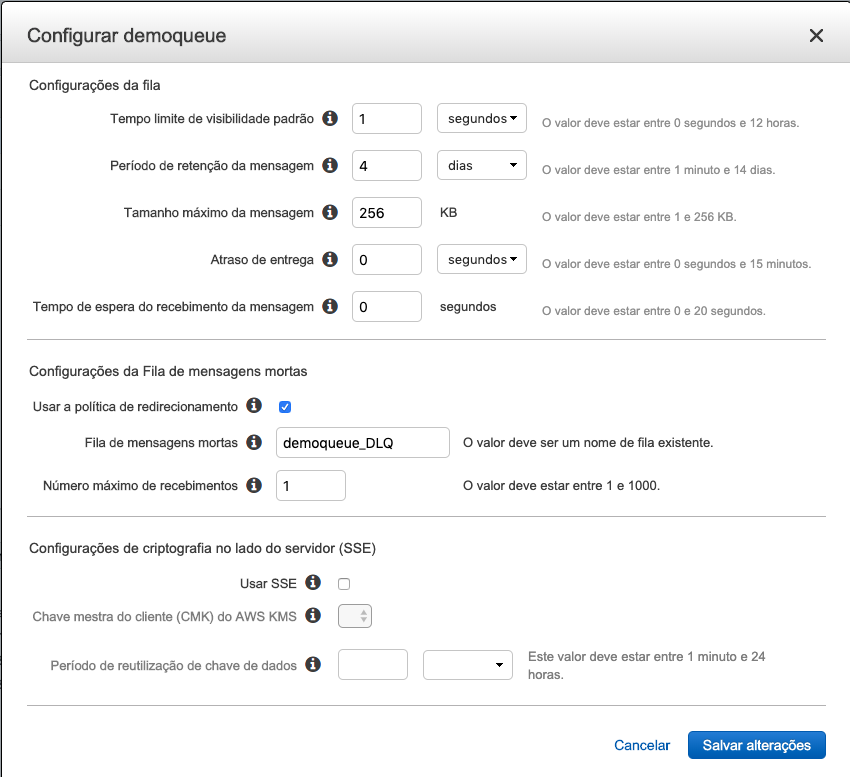 Configurar demoqueue
Configurações da fila
Tempo limite de visibilidade padrão 1 segundos O valor deve estar entre 0 segundos e 12 horas.
Período de retenção da mensagem 4 dias O valor deve estar entre 1 minuto e 14 dias.
Tamanho máximo da mensagem 256 KB O valor deve estar entre 1 e 256 KB.
Atraso de entrega 0 segundos O valor deve estar entre 0 segundos e 15 minutos.
Tempo de espera do recebimento da mensagem 0 segundos O valor deve estar entre 0 e 20 segundos.
Configurações da Fila de mensagens mortas
Usar a política de redirecionamento
Fila de mensagens mortas demoqueue_DLQ O valor deve ser um nome de fila existente.
Número máximo de recebimentos 1 O valor deve estar entre 1 e 1000.
Configurações de criptografia no lado do servidor (SSE)
Usar SSE
Chave mestra do cliente (CMK) do AWS KMS
Período de reutilização de chave de dados Este valor deve estar entre 1 minuto e 24
horas.
Cancelar Salvar alterações